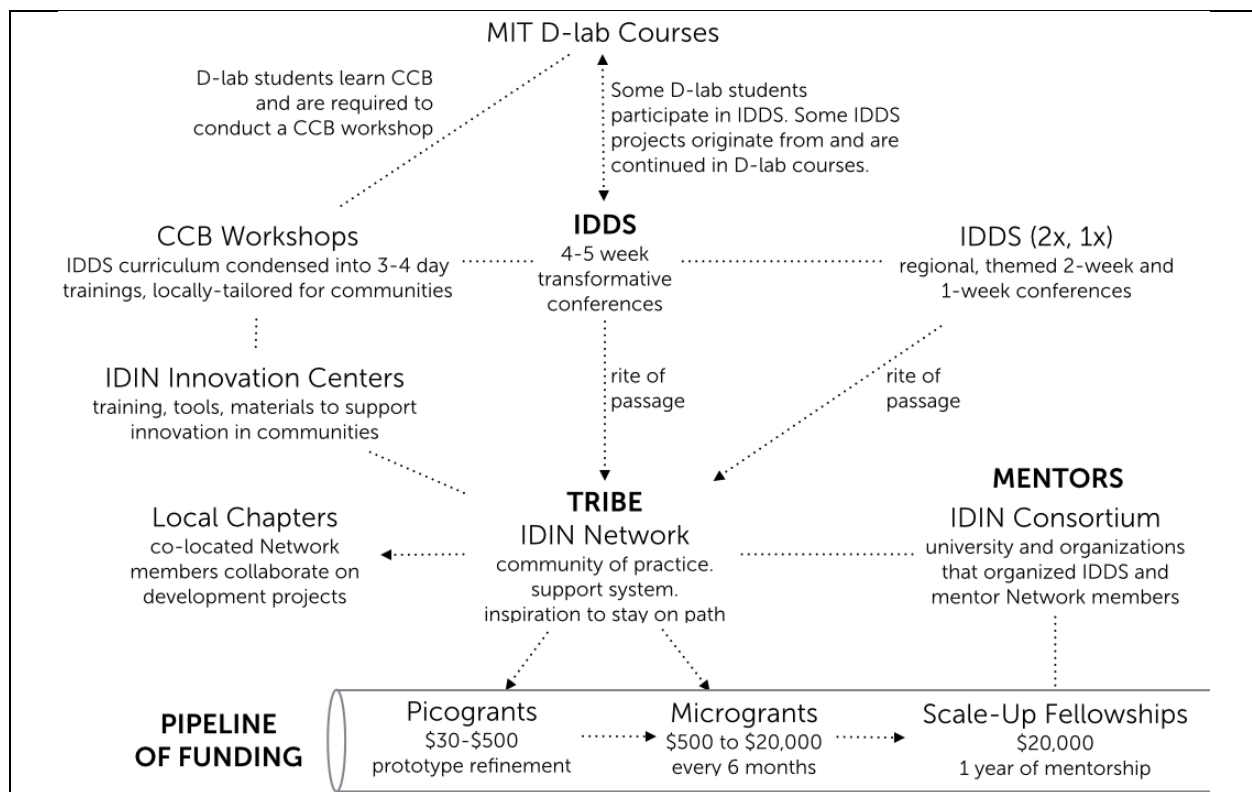 MIT D-lab Courses
D-lab students learn CCB
and are required to
conduct a CCB workshop
Some D-lab students
participate in IDDS. Some IDDS
projects originate from and are
continued in D-lab courses.
CCB Workshops
IDDS curriculum condensed into 3-4 day
trainings, locally-tailored for communities
IDDS
4-5 week
transformative
conferences
IDDS (2x, 1x)
regional, themed 2-week and
1-week conferences
IDIN Innovation Centers
training, tools, materials to support
innovation in communities
rite of
passage
rite of
passage
Local Chapters
co-located Network
members collaborate on
development projects
TRIBE
IDIN Network
community of practice.
support system.
inspiration to stay on path
MENTORS
IDIN Consortium
university and organizations
that organized IDDS and
mentor Network members
PIPELINE
OF FUNDING
Picogrants
$30-$500
prototype refinement
Microgrants
$500 to $20,000
every 6 months
Scale-Up Fellowships
$20,000
1 year of mentorship